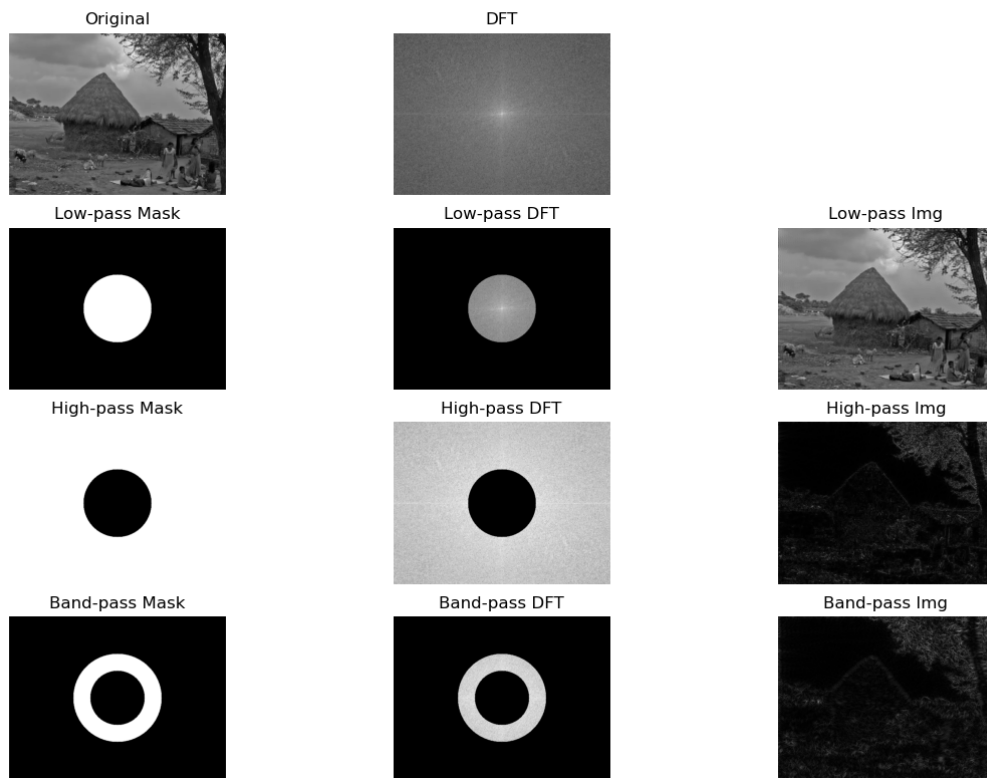 Original
DFT
Low-pass Mask
Low-pass DFT
Low-pass Img
High-pass Mask
High-pass DFT
High-pass Img
Band-pass Mask
Band-pass DFT
Band-pass Img